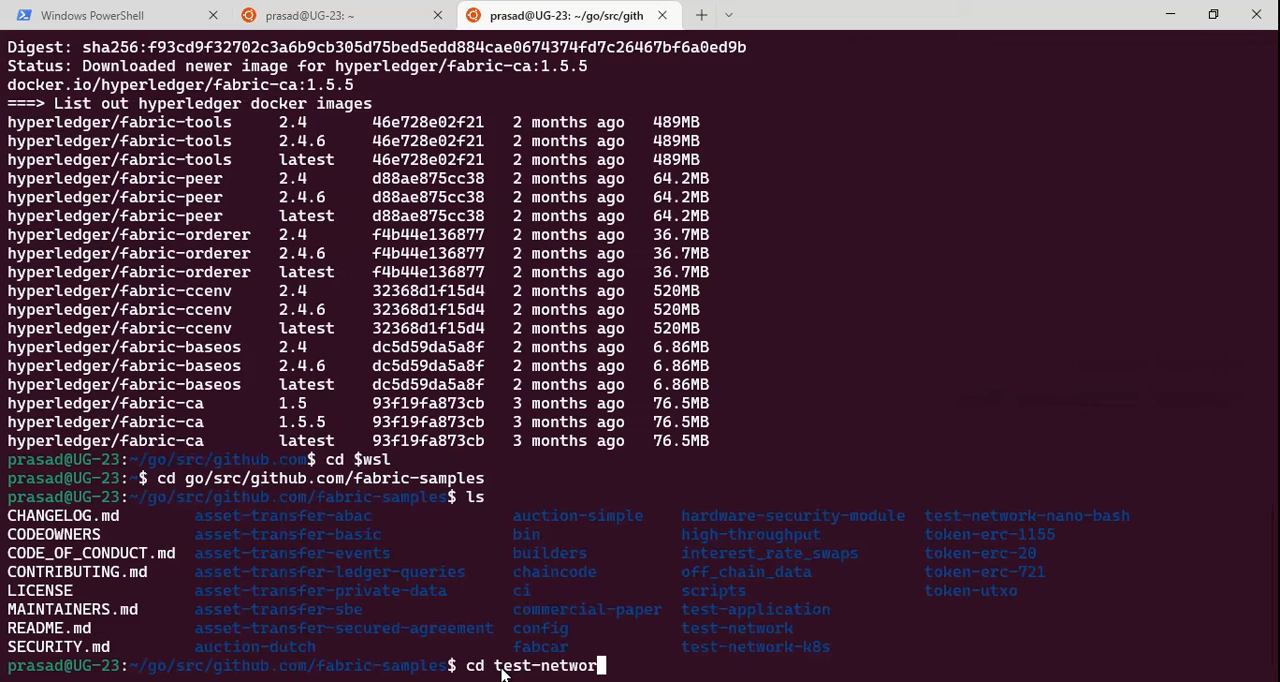 Windows PowerShell
prasad@UG-23: ~
prasad@UG-23: ~/go/src/gith
Digest: sha256:f93cd9f32702c3a6b9cb305d75bed5edd884cae0674374fd7c26467bf6a0ed9b
Status: Downloaded newer image for hyperledger/fabric-ca:1.5.5
docker.io/hyperledger/fabric-ca:1.5.5
===> List out hyperledger docker images
hyperledger/fabric-tools 2.4 46e728e02f21 2 months ago 489MB
hyperledger/fabric-tools 2.4.6 46e728e02f21 2 months ago 489MB
hyperledger/fabric-tools latest 46e728e02f21 2 months ago 489MB
hyperledger/fabric-peer 2.4 d88ae875cc38 2 months ago 64.2MB
hyperledger/fabric-peer 2.4.6 d88ae875cc38 2 months ago 64.2MB
hyperledger/fabric-peer latest d88ae875cc38 2 months ago 64.2MB
hyperledger/fabric-orderer 2.4 f4b44e136877 2 months ago 36.7MB
hyperledger/fabric-orderer 2.4.6 f4b44e136877 2 months ago 36.7MB
hyperledger/fabric-orderer latest f4b44e136877 2 months ago 36.7MB
hyperledger/fabric-ccenv 2.4 32368d1f15d4 2 months ago 520MB
hyperledger/fabric-ccenv 2.4.6 32368d1f15d4 2 months ago 520MB
hyperledger/fabric-ccenv latest 32368d1f15d4 2 months ago 520MB
hyperledger/fabric-baseos 2.4 dc5d59da5a8f 2 months ago 6.86MB
hyperledger/fabric-baseos 2.4.6 dc5d59da5a8f 2 months ago 6.86MB
hyperledger/fabric-baseos latest dc5d59da5a8f 2 months ago 6.86MB
hyperledger/fabric-ca 1.5 93f19fa873cb 3 months ago 76.5MB
hyperledger/fabric-ca 1.5.5 93f19fa873cb 3 months ago 76.5MB
hyperledger/fabric-ca latest 93f19fa873cb 3 months ago 76.5MB
prasad@UG-23:~/go/src/github.com$ cd $wsl
prasad@UG-23:~$ cd go/src/github.com/fabric-samples
prasad@UG-23:~/go/src/github.com/fabric-samples$ ls
CHANGELOG.md asset-transfer-abac auction-simple hardware-security-module test-network-nano-bash
CODEOWNERS asset-transfer-basic bin high-throughput token-erc-1155
CODE_OF_CONDUCT.md asset-transfer-events builders interest_rate_swaps token-erc-20
CONTRIBUTING.md asset-transfer-ledger-queries chaincode off_chain_data token-erc-721
LICENSE asset-transfer-private-data ci scripts token-utxo
MAINTAINERS.md asset-transfer-sbe commercial-paper test-application
README.md asset-transfer-secured-agreement config test-network
SECURITY.md auction-dutch fabcar test-network-k8s
prasad@UG-23:~/go/src/github.com/fabric-samples$ cd test-networ